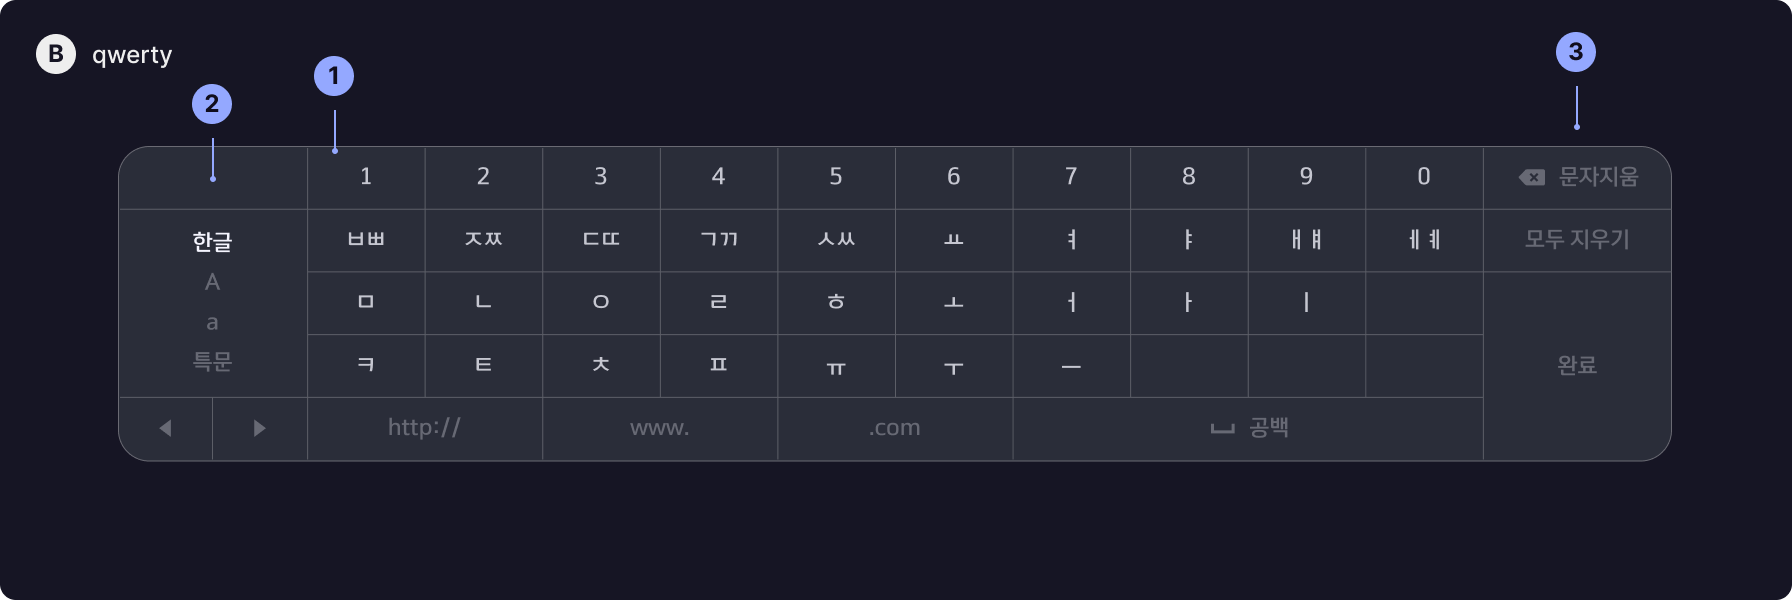 B qwerty
3
1
2
1 2 3 4 5 6 7 8 9 0 문자지움
한글 ㅂㅃ ㅈㅉ ㄷㄸ ㄱㄲ ㅅㅆ ㅛ ㅕ ㅑ ㅐㅒ ㅔㅖ 모두 지우기
A
ㅁ ㄴ ㅇ ㄹ ㅎ ㅗ ㅓ ㅏ ㅣ
a
특문 ㅋ ㅌ ㅊ ㅍ ㅠ ㅜ ㅡ 완료
http:// www. .com 공백